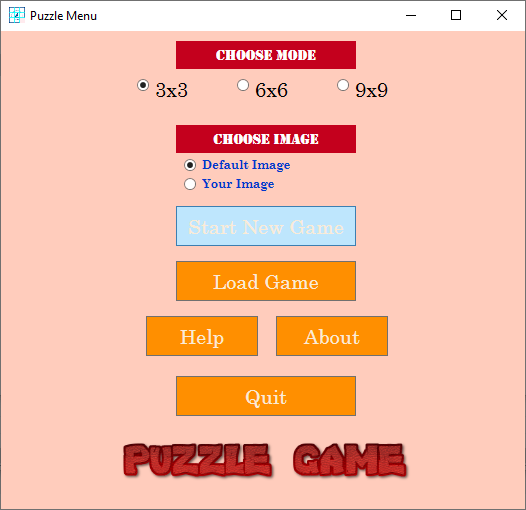 Puzzle Menu
CHOOSE MODE
3x3 6x6 9x9
CHOOSE IMAGE
Default Image
Your Image
Start New Game
Load Game
Help About
Quit
PUZZLE GAME